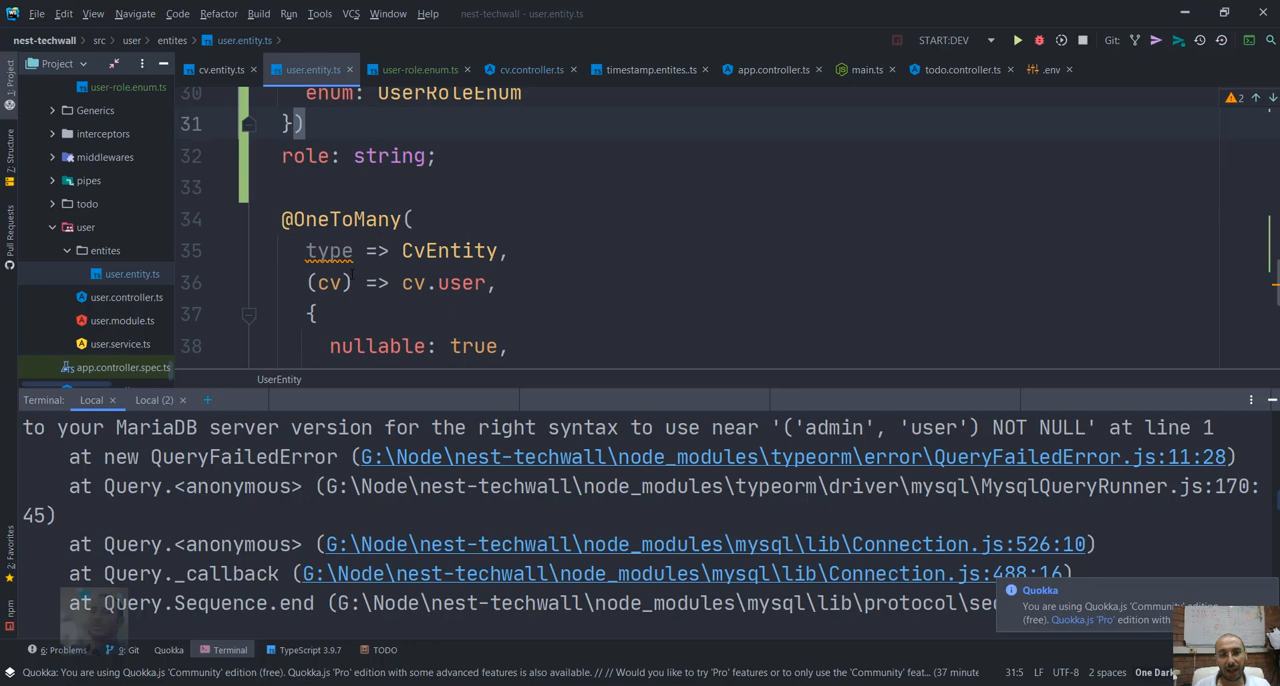 File Edit View Navigate Code Refactor Build Run Tools VCS Window Help nest-techwall - user.entity.ts
nest-techwall src user entites user.entity.ts START:DEV Git:
Project
cv.entity.ts user.entity.ts user-role.enum.ts cv.controller.ts timestamp.entites.ts app.controller.ts main.ts todo.controller.ts .env
user-role.enum.ts
Generics
interceptors
middlewares
pipes
todo
user
entites
user.entity.ts
user.controller.ts
user.module.ts
user.service.ts
app.controller.spec.ts
1: Project
7: Structure
Pull Requests
2: Favorites
npm
30 enum: UserRoleEnum
31 })
32 role: string;
33
34 @OneToMany(
35 type => CvEntity,
36 (cv) => cv.user,
37 {
38 nullable: true,
2
UserEntity
Terminal: Local Local (2) +
to your MariaDB server version for the right syntax to use near '('admin', 'user') NOT NULL' at line 1
at new QueryFailedError (G:\Node\nest-techwall\node_modules\typeorm\error\QueryFailedError.js:11:28)
at Query.<anonymous> (G:\Node\nest-techwall\node_modules\typeorm\driver\mysql\MysqlQueryRunner.js:170:
45)
at Query.<anonymous> (G:\Node\nest-techwall\node_modules\mysql\lib\Connection.js:526:10)
at Query._callback (G:\Node\nest-techwall\node_modules\mysql\lib\Connection.js:488:16)
at Query.Sequence.end (G:\Node\nest-techwall\node_modules\mysql\lib\protocol\se
Quokka
You are using Quokka.js 'Community' edition
(free). Quokka.js 'Pro' edition with
6: Problems 9: Git Quokka Terminal TypeScript 3.9.7 TODO
Quokka: You are using Quokka.js 'Community' edition (free). Quokka.js 'Pro' edition with some advanced features is also available. // // Would you like to try 'Pro' features or to only use the 'Community' feat... (37 minute 31:5 LF UTF-8 2 spaces One Dark